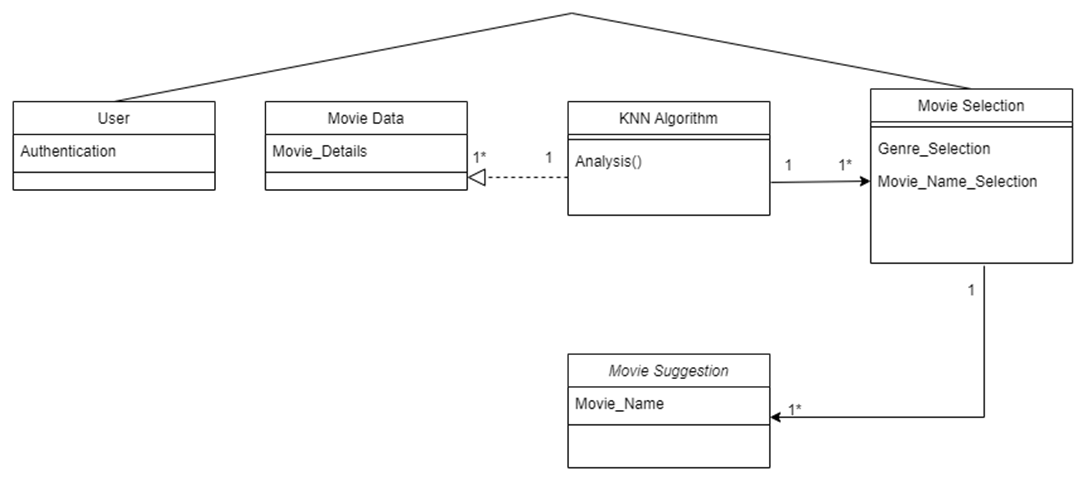 User
Authentication
Movie Data
Movie_Details
1*
1
KNN Algorithm
Analysis()
1
1*
Movie Selection
Genre_Selection
Movie_Name_Selection
1
Movie Suggestion
Movie_Name
1*